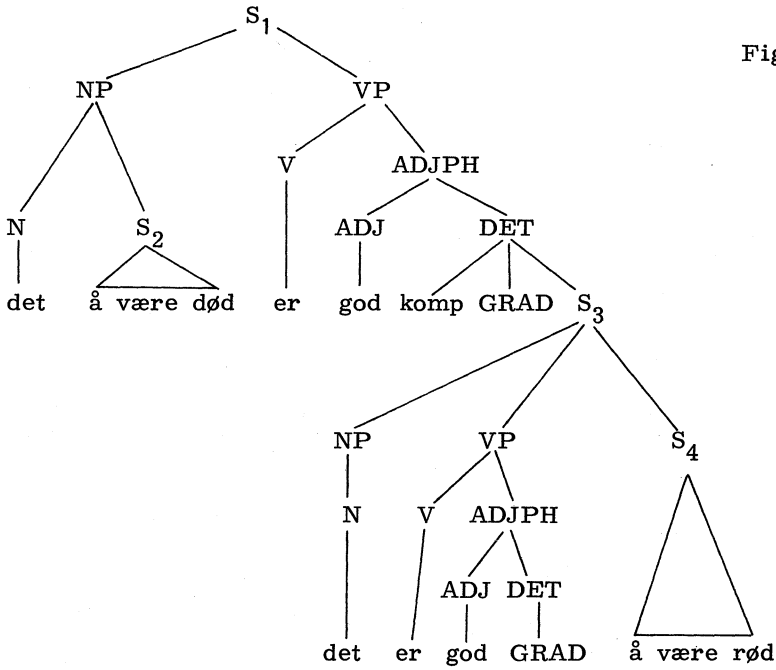 S1
Fig
NP VP
V ADJPH
N S2 ADJ DET
det å være død er god komp GRAD S3
NP VP S4
N V ADJPH
ADJ DET
det er god GRAD å være rød